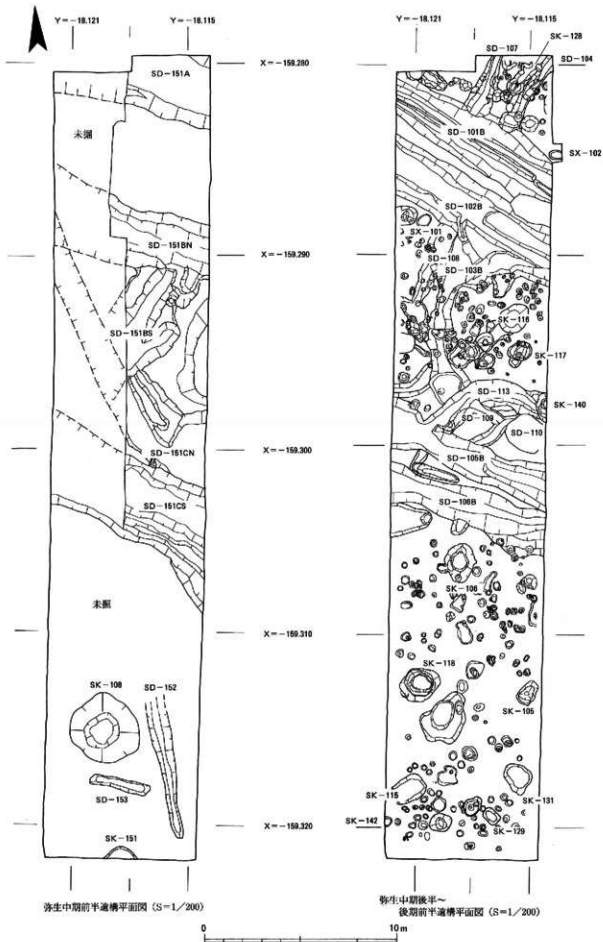 Y=-18.121
Y=-18.115
SD-151A
X=-159.280
未掘
SD-151BN
X=-159.290
SD-151BS
SD-151CN
X=-159.300
SD-151CS
未掘
X=-159.310
SK-108
SD-152
SD-153
X=-159.320
SK-151
弥生中期前半遺構平面図 (S=1/200)
Y=-18.121
Y=-18.115
SK-128
SD-107
SD-104
SD-101B
SX-102
SD-102B
SX-101
SD-108
SD-103B
SK-116
SK-117
SD-113
SK-140
SD-109
SD-110
SD-105B
SD-106B
SK-106
SK-118
SK-105
SK-115
SK-131
SK-142
SK-129
弥生中期後半~
後期前半遺構平面図 (S=1/200)
0
10m